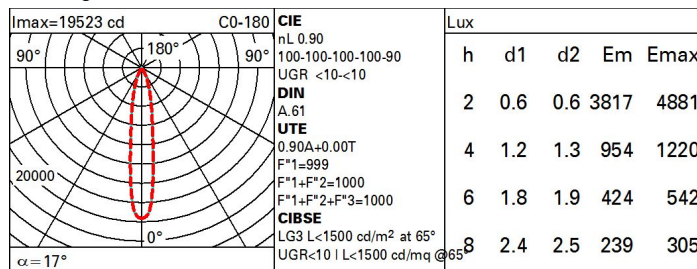 Imax=19523 cd C0-180
90° 180° 90°
20000
0°
α=17°
CIE
nL 0.90
100-100-100-100-90
UGR <10-<10
DIN
A.61
UTE
0.90A+0.00T
F"1=999
F"1+F"2=1000
F"1+F"2+F"3=1000
CIBSE
LG3 L<1500 cd/m² at 65°
UGR<10 | L<1500 cd/mq @65°
Lux
h d1 d2 Em Emax
2 0.6 0.6 3817 4881
4 1.2 1.3 954 1220
6 1.8 1.9 424 542
8 2.4 2.5 239 305